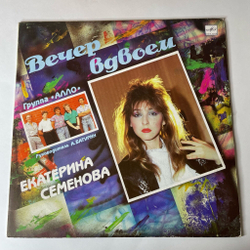 Вечер
вдвоем
Группа «АЛЛО»
Руководитель А.БАТУРИН
ЕКАТЕРИНА
СЕМЕНОВА